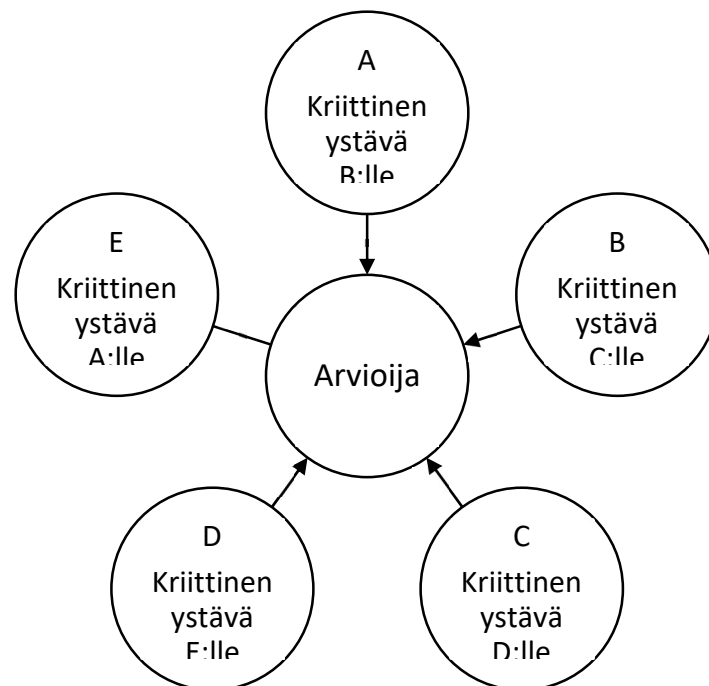 A
Kriittinen
ystävä
B:lle
E
Kriittinen
ystävä
A:lle
B
Kriittinen
ystävä
C:lle
Arvioija
D
Kriittinen
ystävä
E:lle
C
Kriittinen
ystävä
D:lle